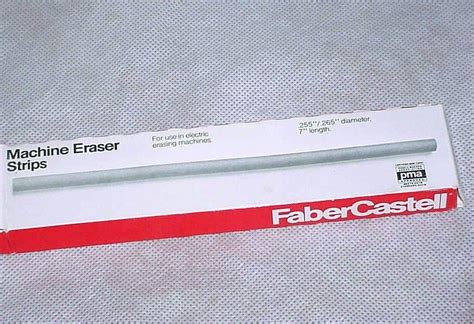 Machine Eraser
Strips
For use in electric
erasing machines.
.255"/.265" diameter,
7" length.
pma
FaberCastell